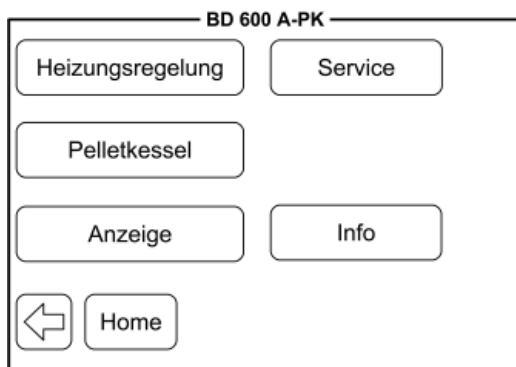 BD 600 A-PK
Heizungsregelung Service
Pelletkessel
Anzeige Info
Home